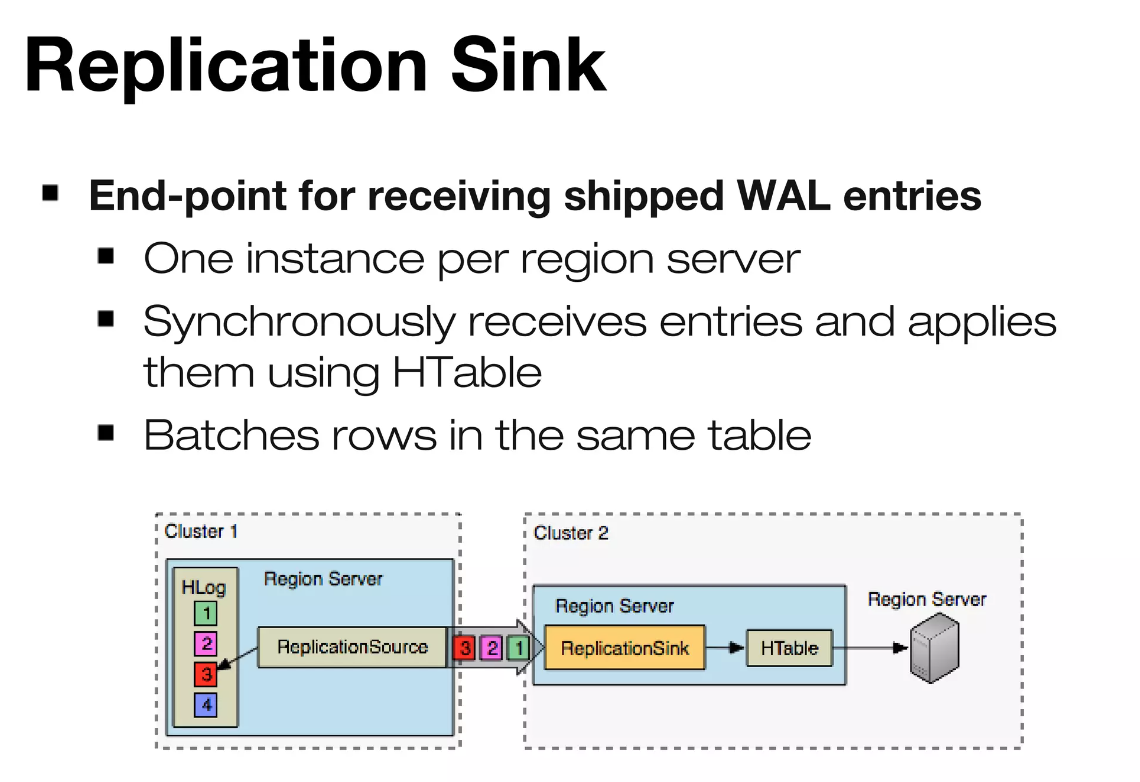 Replication Sink
End-point for receiving shipped WAL entries
One instance per region server
Synchronously receives entries and applies
them using HTable
Batches rows in the same table
Cluster 1
HLog
Region Server
1
2
3
4
ReplicationSource
3 2 1
Cluster 2
Region Server
ReplicationSink
HTable
Region Server